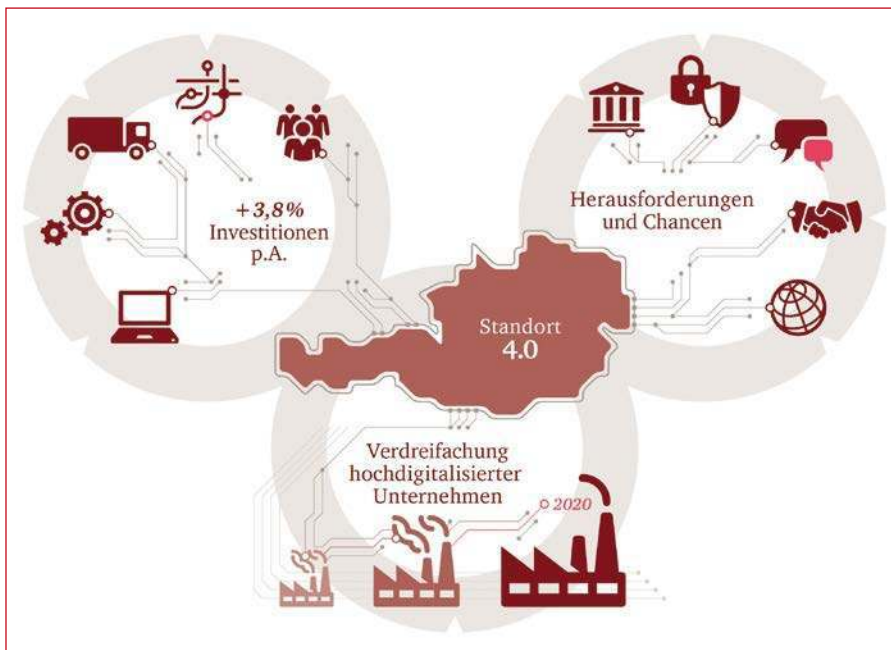 +3,8%
Investitionen
p.A.
Herausforderungen
und Chancen
Standort
4.0
Verdreifachung
hochdigitalisierter
Unternehmen
2020